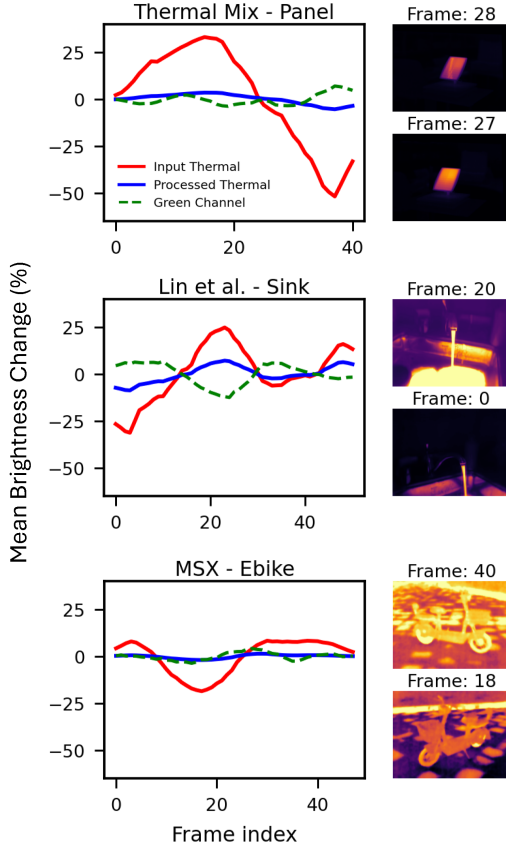 Thermal Mix - Panel
25
0
−25
−50
0
20
40
Input Thermal
Processed Thermal
Green Channel
Frame: 28
Frame: 27
Mean Brightness Change (%)
Lin et al. - Sink
25
0
−25
−50
0
20
40
Frame: 20
Frame: 0
MSX - Ebike
25
0
−25
−50
0
20
40
Frame index
Frame: 40
Frame: 18